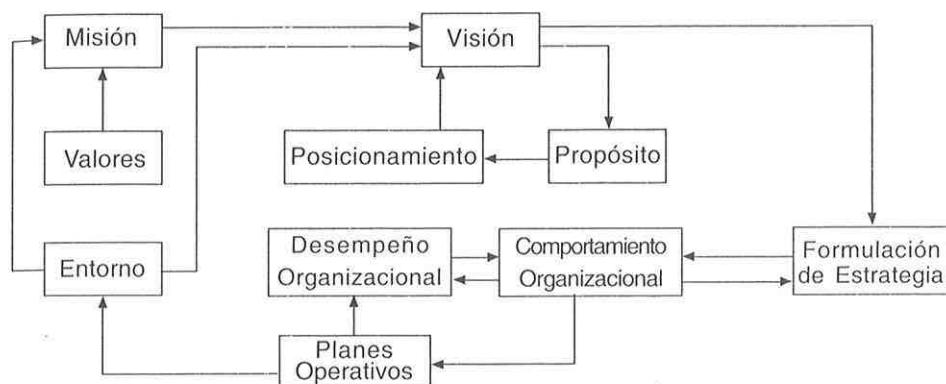 Misión
Visión
Valores
Posicionamiento
Propósito
Entorno
Desempeño
Organizacional
Comportamiento
Organizacional
Formulación
de Estrategia
Planes
Operativos